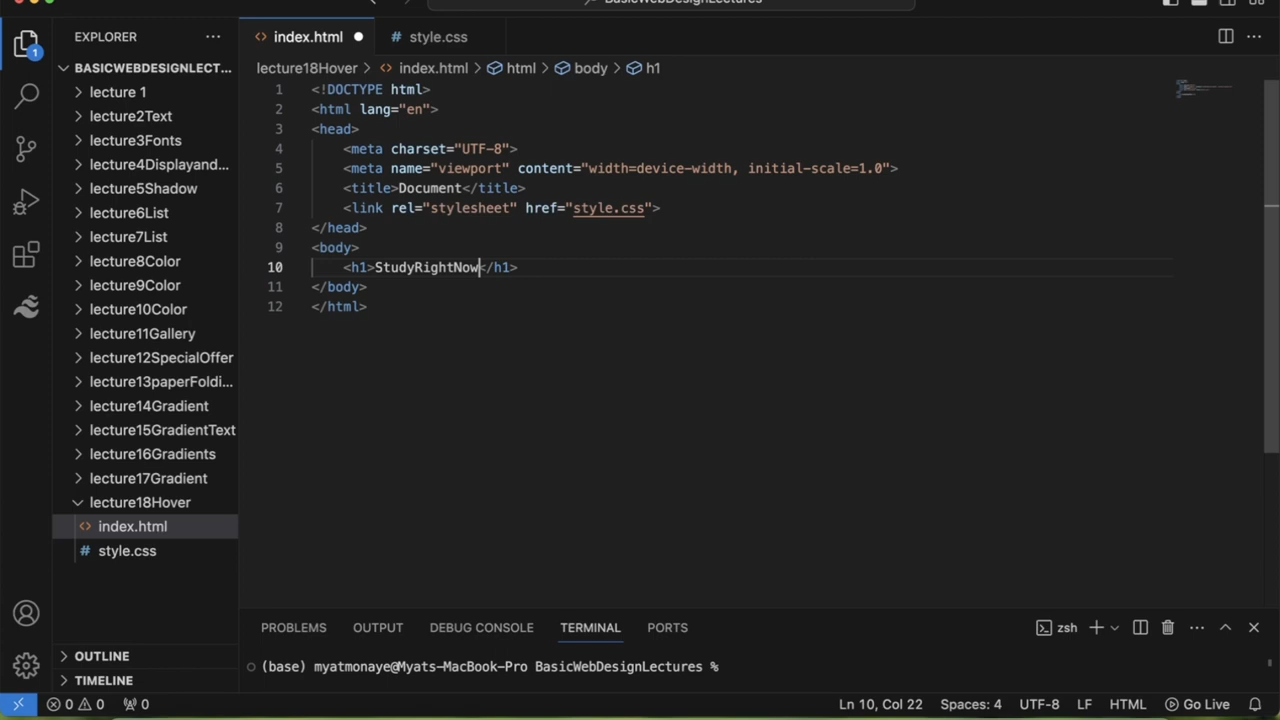 BasicWebDesignLectures
EXPLORER
index.html
style.css
1
BASICWEBDESIGNLECT...
lecture 1
lecture2Text
lecture3Fonts
lecture4Displayand...
lecture5Shadow
lecture6List
lecture7List
lecture8Color
lecture9Color
lecture10Color
lecture11Gallery
lecture12SpecialOffer
lecture13paperFoldi...
lecture14Gradient
lecture15GradientText
lecture16Gradients
lecture17Gradient
lecture18Hover
index.html
style.css
OUTLINE
TIMELINE
lecture18Hover > index.html > html > body > h1
1 <!DOCTYPE html>
2 <html lang="en">
3 <head>
4 <meta charset="UTF-8">
5 <meta name="viewport" content="width=device-width, initial-scale=1.0">
6 <title>Document</title>
7 <link rel="stylesheet" href="style.css">
8 </head>
9 <body>
10 <h1>StudyRightNow</h1>
11 </body>
12 </html>
PROBLEMS OUTPUT DEBUG CONSOLE TERMINAL PORTS
zsh
(base) myatmonaye@Myats-MacBook-Pro BasicWebDesignLectures %
0 0 0
Ln 10, Col 22 Spaces: 4 UTF-8 LF HTML Go Live